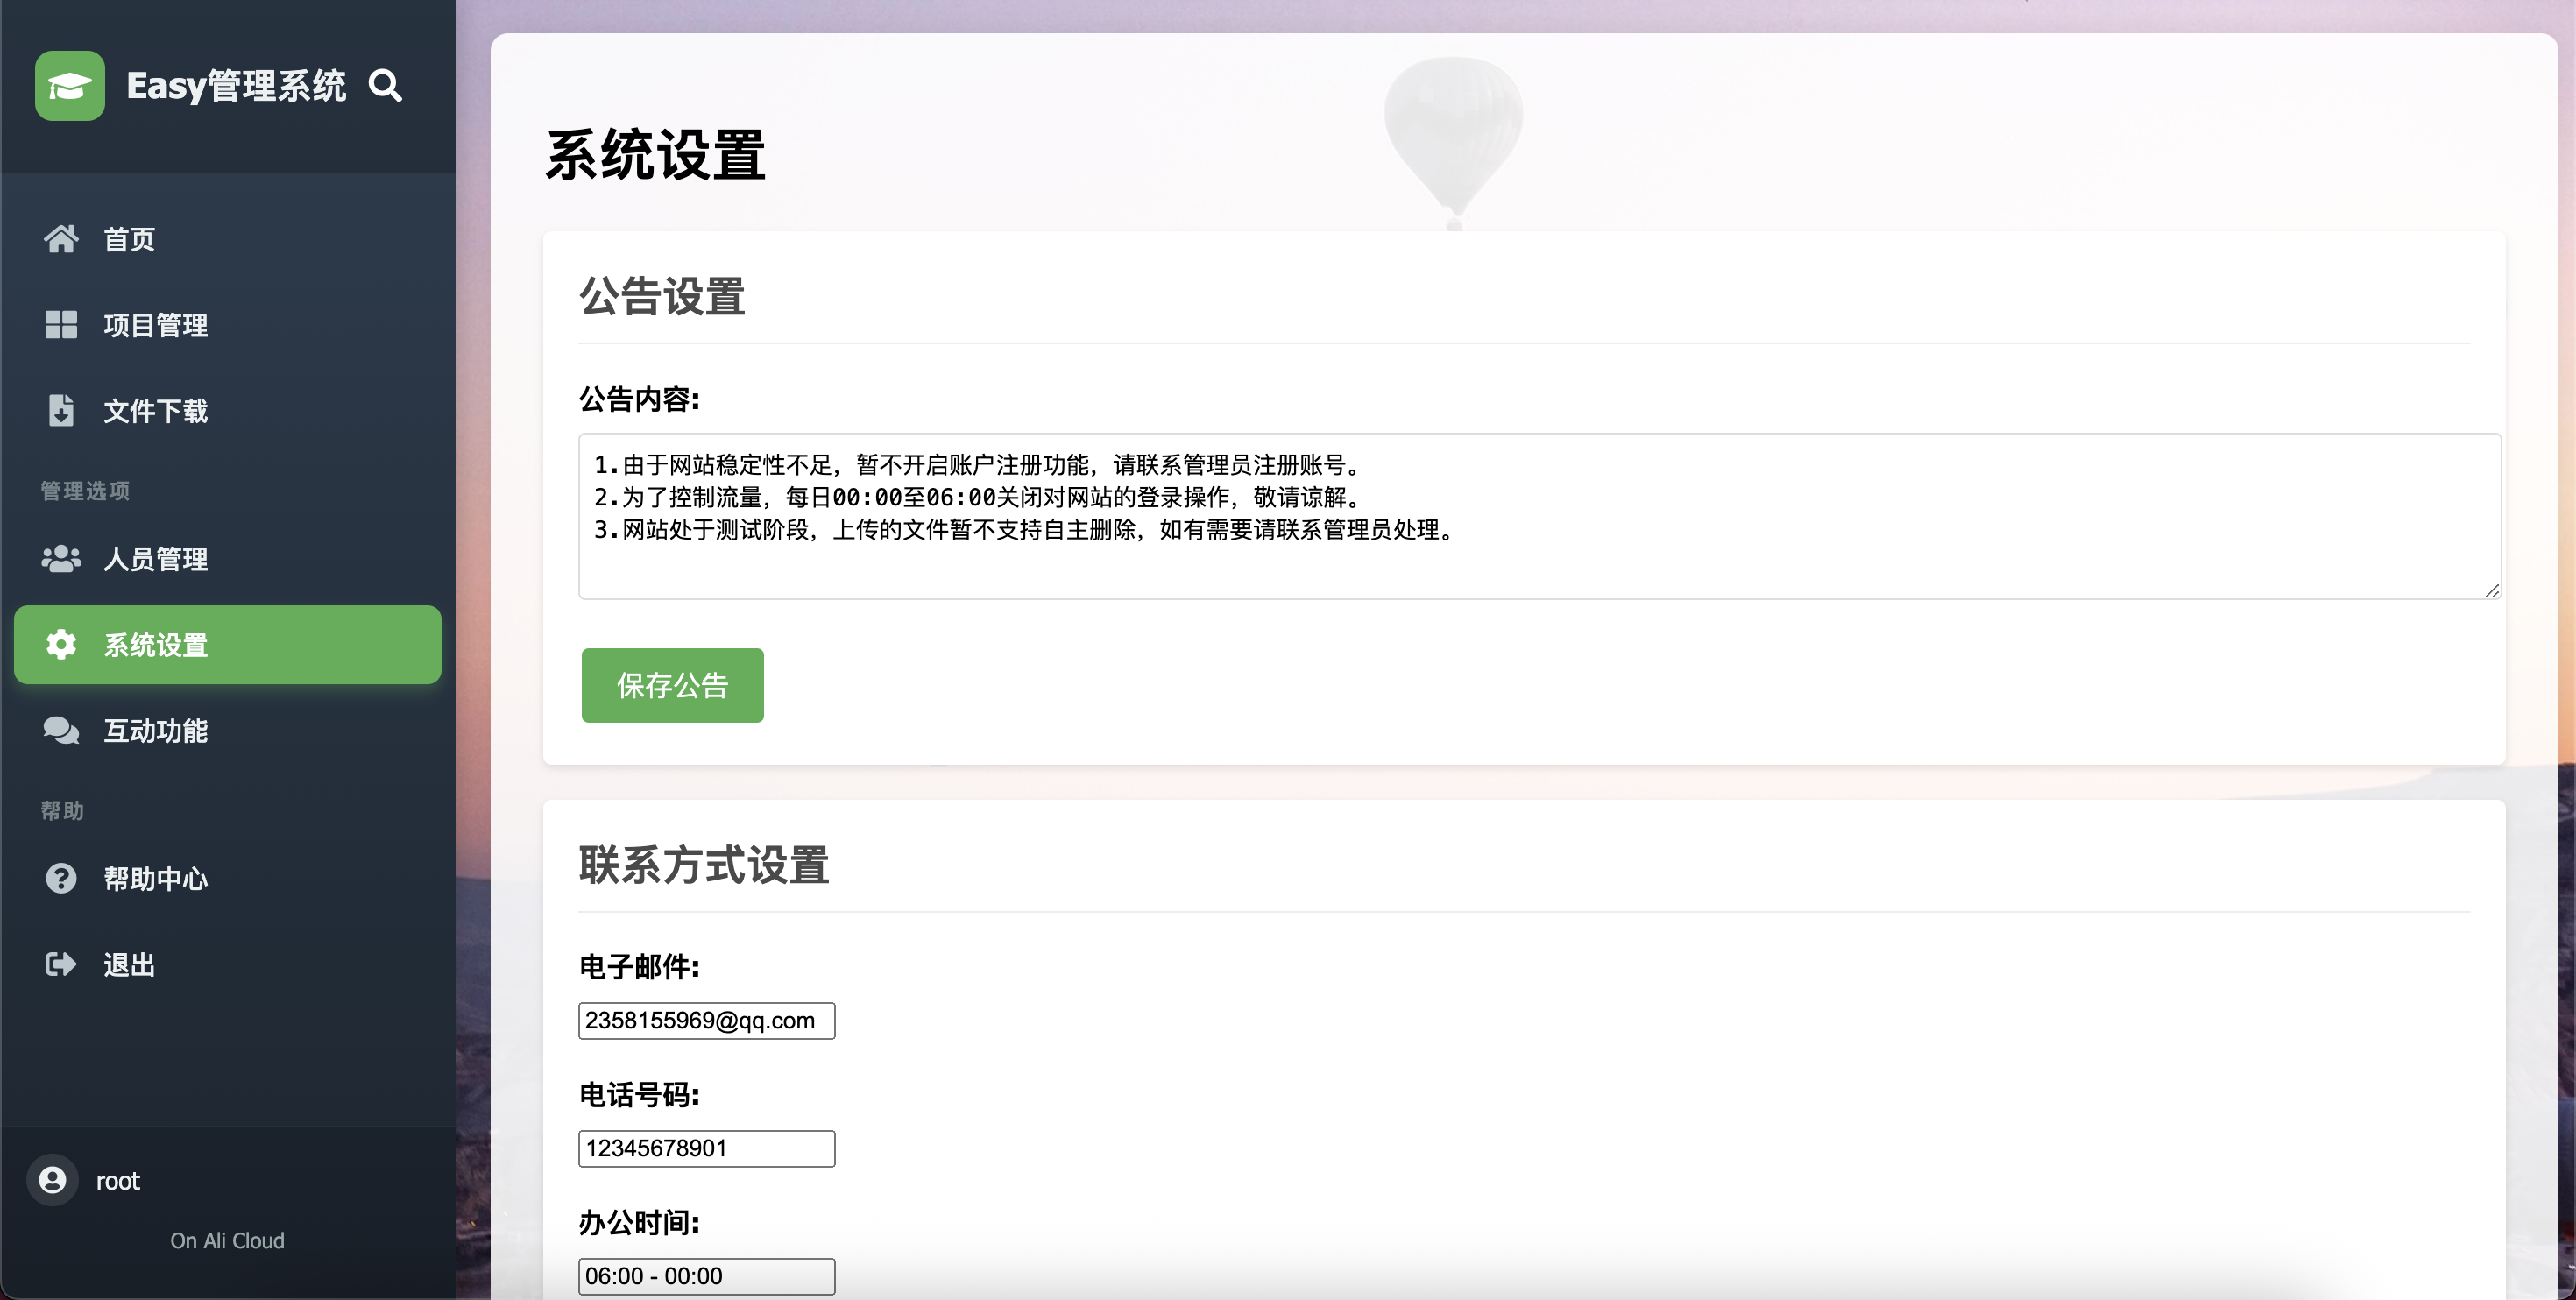 Easy管理系统
首页
项目管理
文件下载
管理选项
人员管理
系统设置
互动功能
帮助
帮助中心
退出
root
On Ali Cloud
系统设置
公告设置
公告内容:
1.由于网站稳定性不足，暂不开启账户注册功能，请联系管理员注册账号。
2.为了控制流量，每日00:00至06:00关闭对网站的登录操作，敬请谅解。
3.网站处于测试阶段，上传的文件暂不支持自主删除，如有需要请联系管理员处理。
保存公告
联系方式设置
电子邮件:
2358155969@qq.com
电话号码:
12345678901
办公时间:
06:00 - 00:00